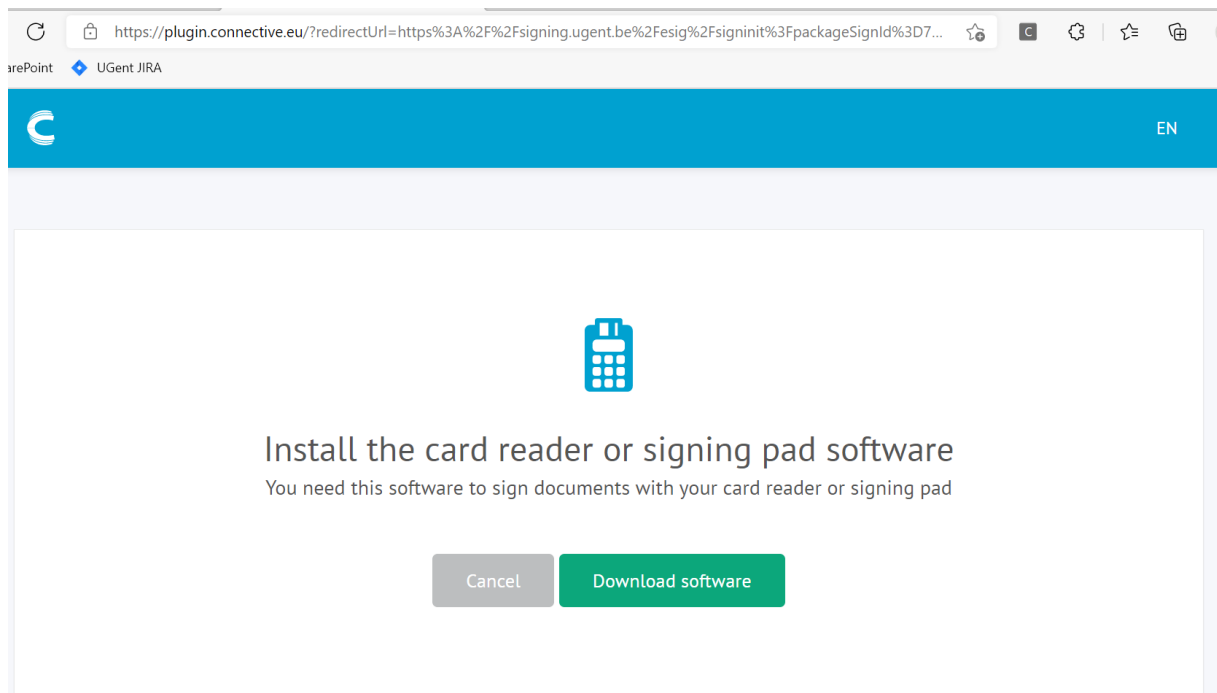 https://plugin.connective.eu/?redirectUrl=https%3A%2F%2Fsigning.ugent.be%2Fesig%2Fsigninit%3FpackageSignId%3D7...
C
arePoint
UGent JIRA
EN
Install the card reader or signing pad software
You need this software to sign documents with your card reader or signing pad
Cancel
Download software